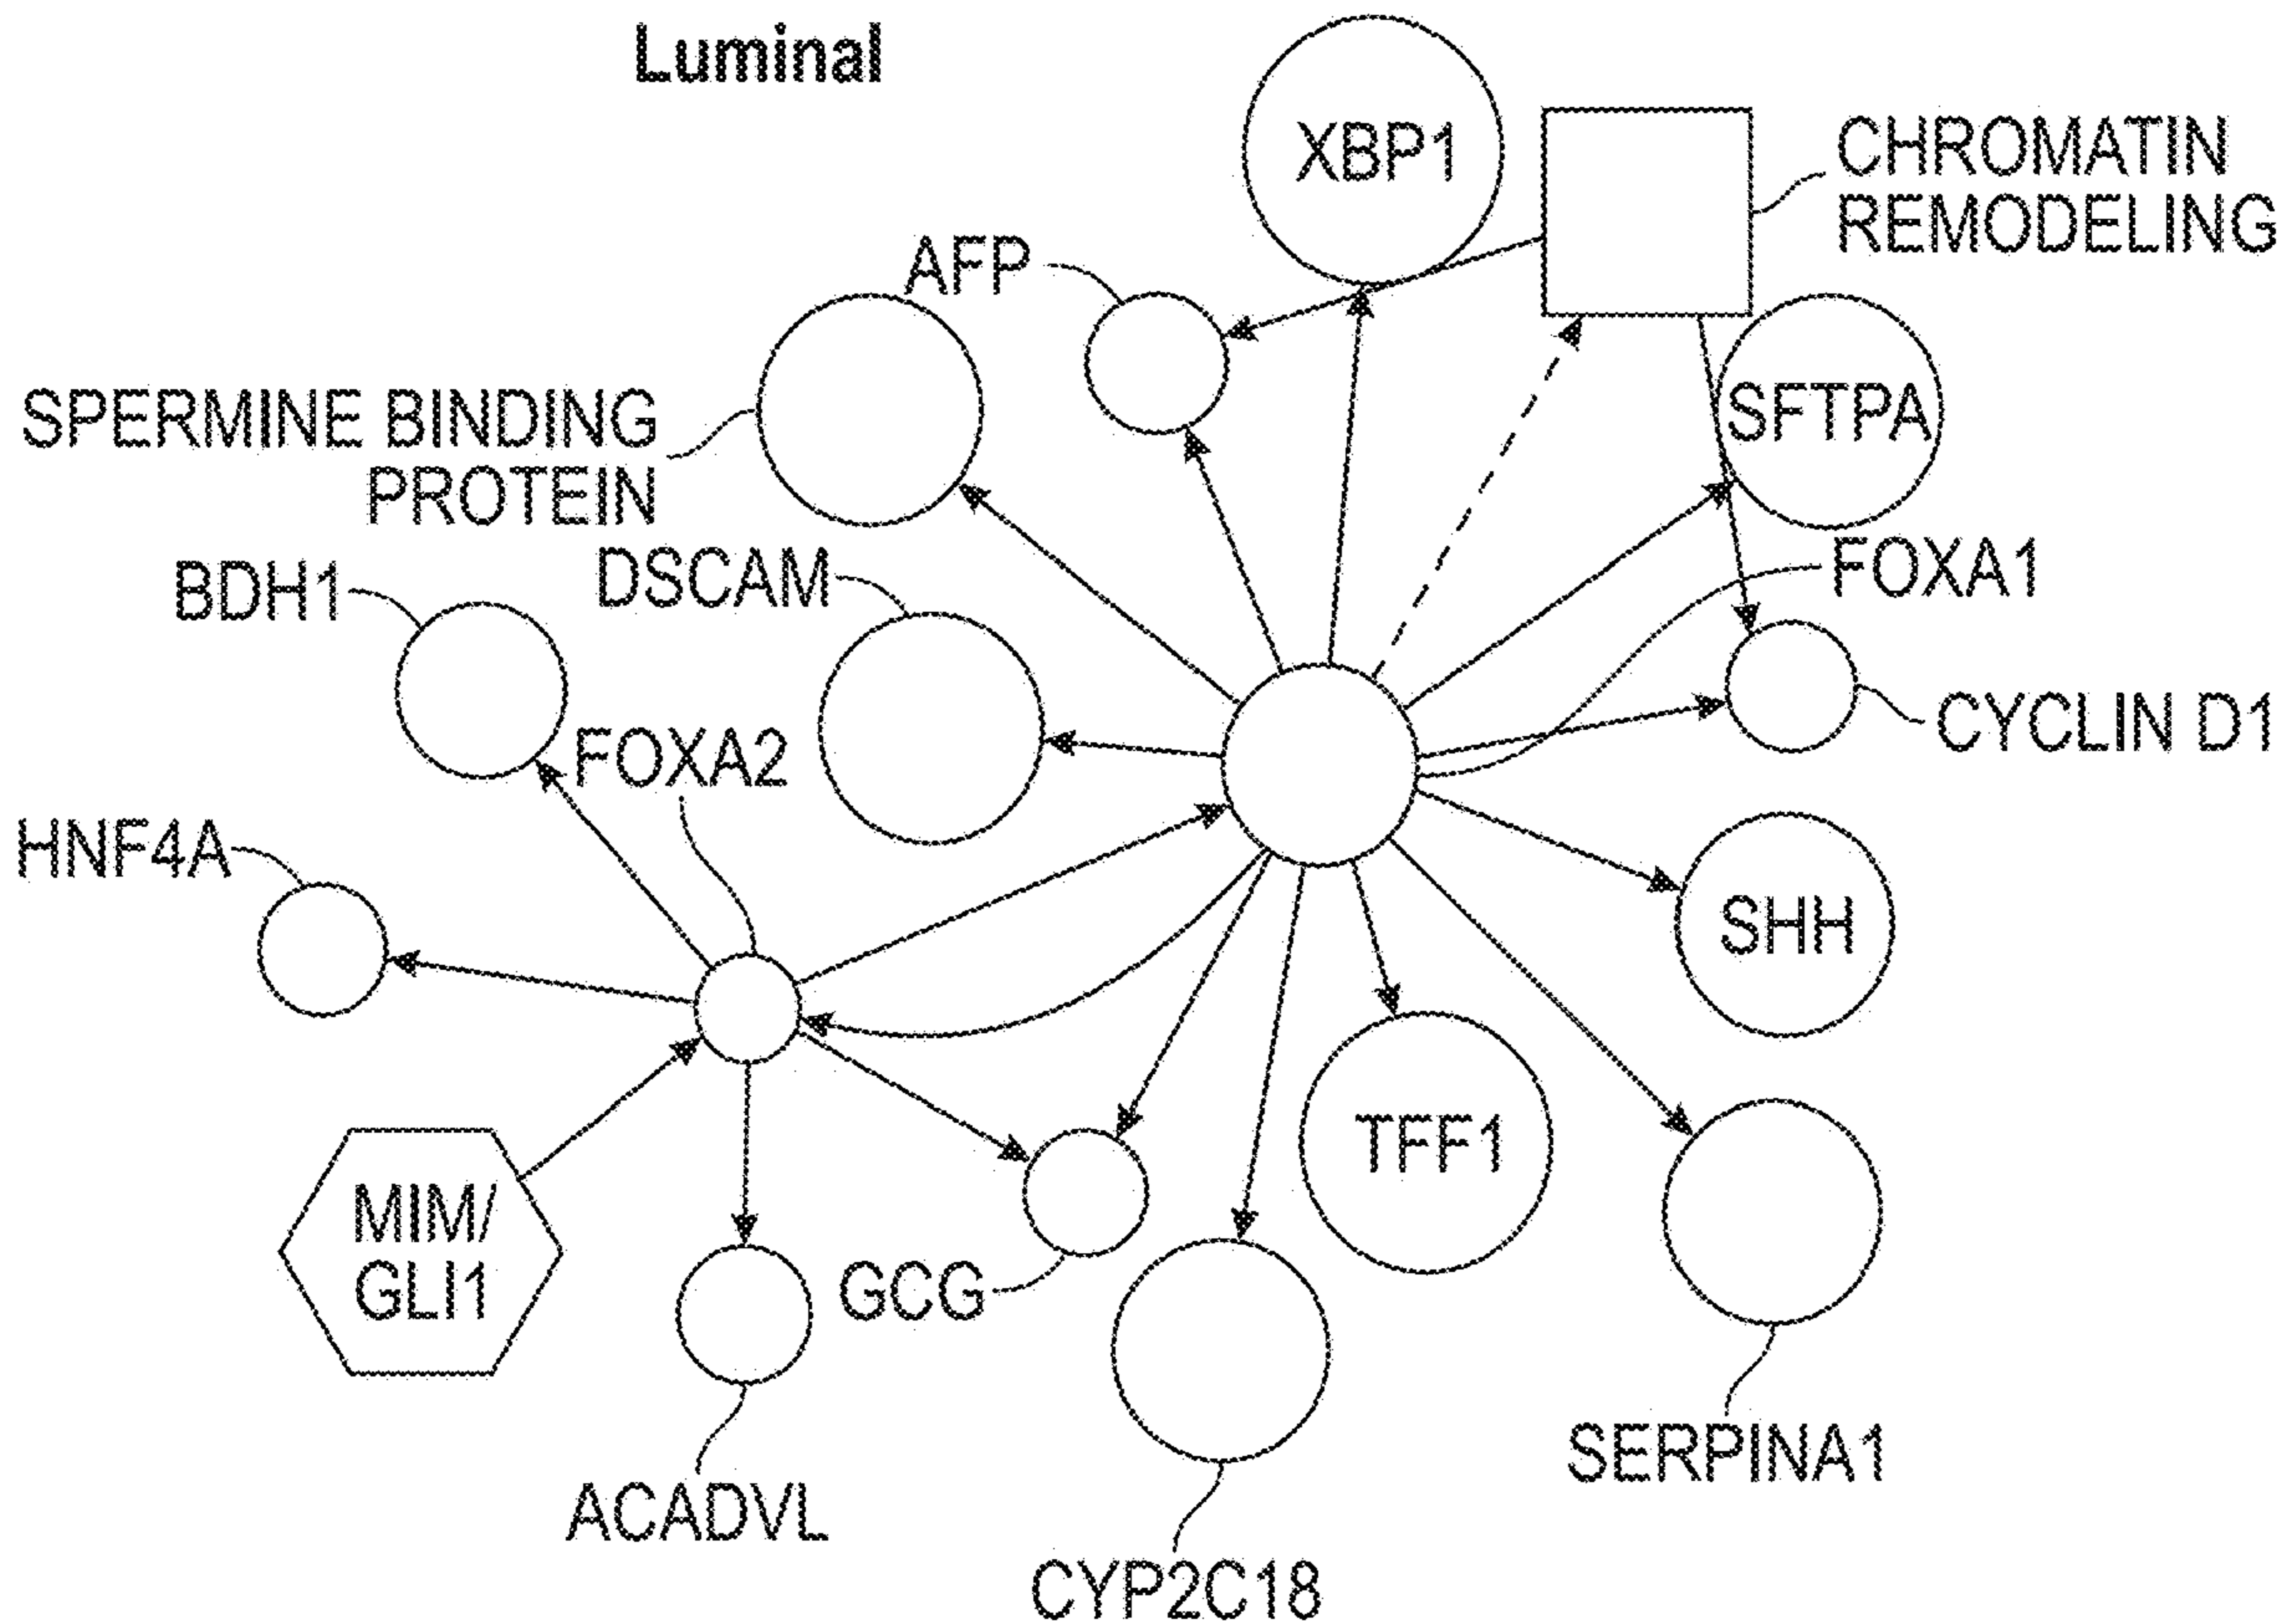 Luminal
XBP1
CHROMATIN
REMODELING
AFP
SPERMINE BINDING
PROTEIN
SFTPA
BDH1
DSCAM
FOXA1
FOXA2
CYCLIN D1
HNF4A
SHH
TFF1
MIM/
GLI1
GCG
SERPINA1
ACADVL
CYP2C18